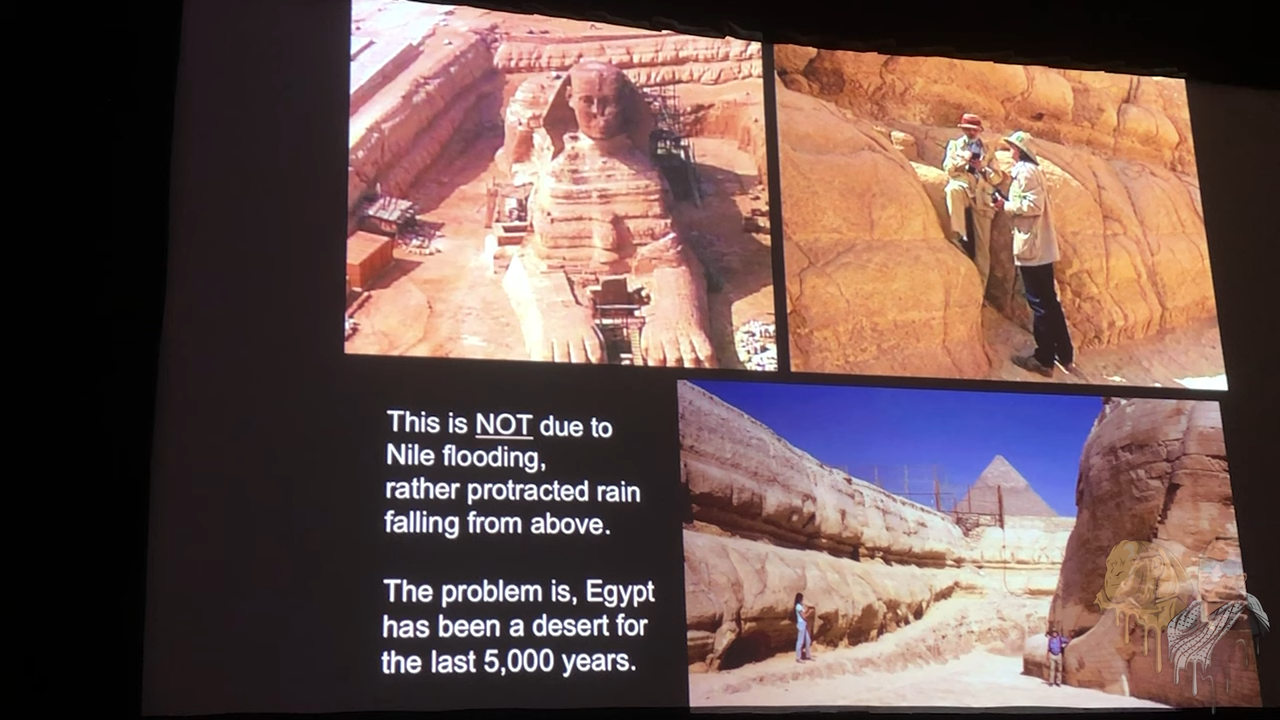 This is NOT due to
Nile flooding,
rather protracted rain
falling from above.
The problem is, Egypt
has been a desert for
the last 5,000 years.